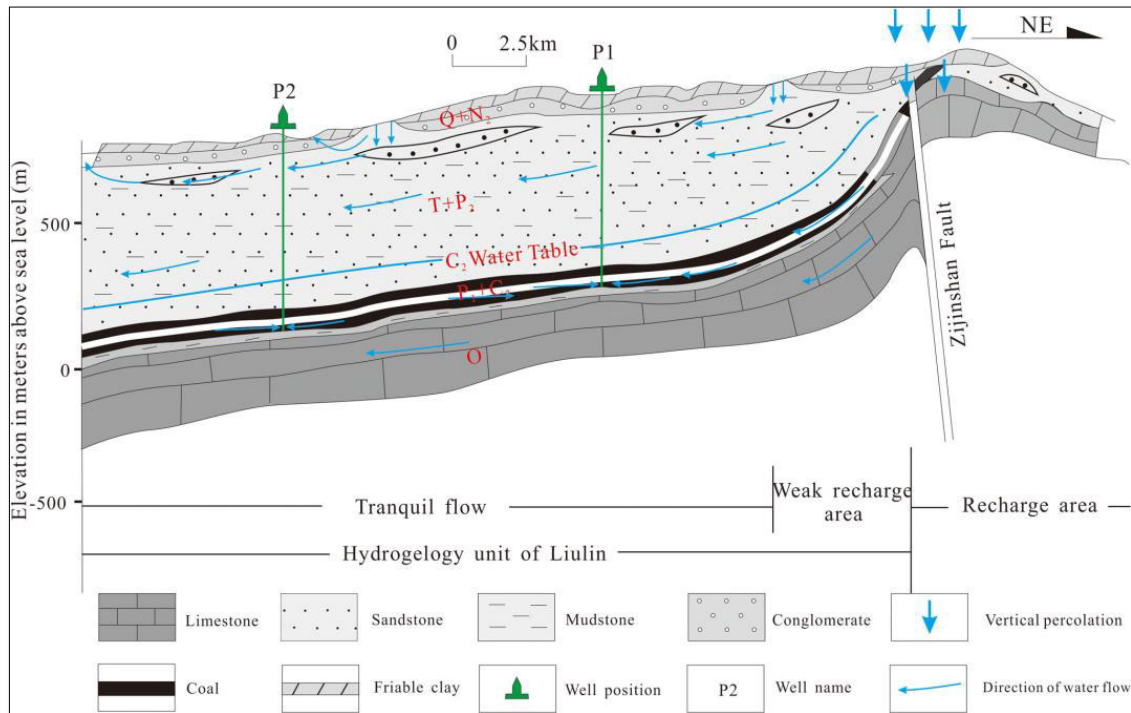 NE
0 2.5km
P1
P2
Q+N₂
T+P₂
C₂ Water Table
O
500
0
-500
Elevation in meters above sea level (m)
Zijinshan Fault
Tranquil flow
Weak recharge
area
Recharge area
Hydrogelogy unit of Liulin
Limestone
Sandstone
Mudstone
Conglomerate
Vertical percolation
Coal
Friable clay
Well position
P2
Well name
Direction of water flow